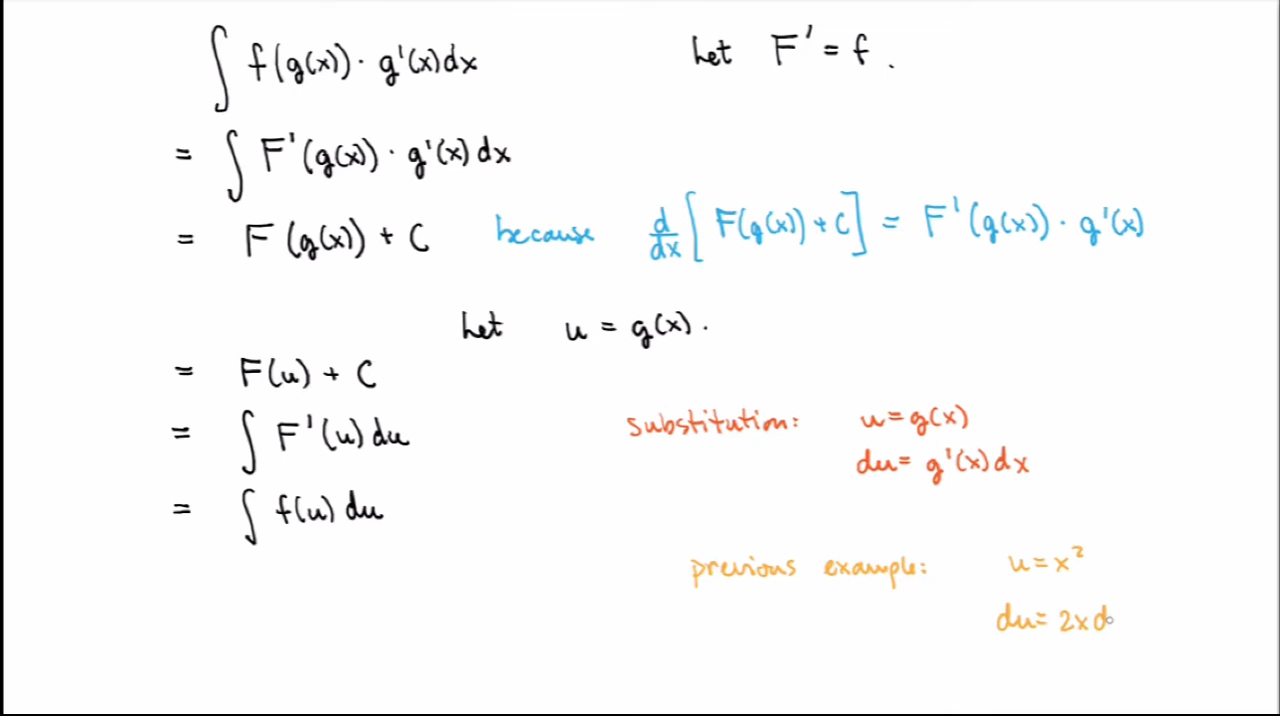 ∫ f(g(x)) · g'(x)dx Let F' = f .
= ∫ F'(g(x)) · g'(x) dx
= F(g(x)) + C because d/dx [ F(g(x)) + C ] = F'(g(x)) · g'(x)
Let u = g(x) .
= F(u) + C
substitution: u = g(x)
= ∫ F'(u) du
du = g'(x) dx
= ∫ f(u) du
previous example: u = x²
du = 2x d